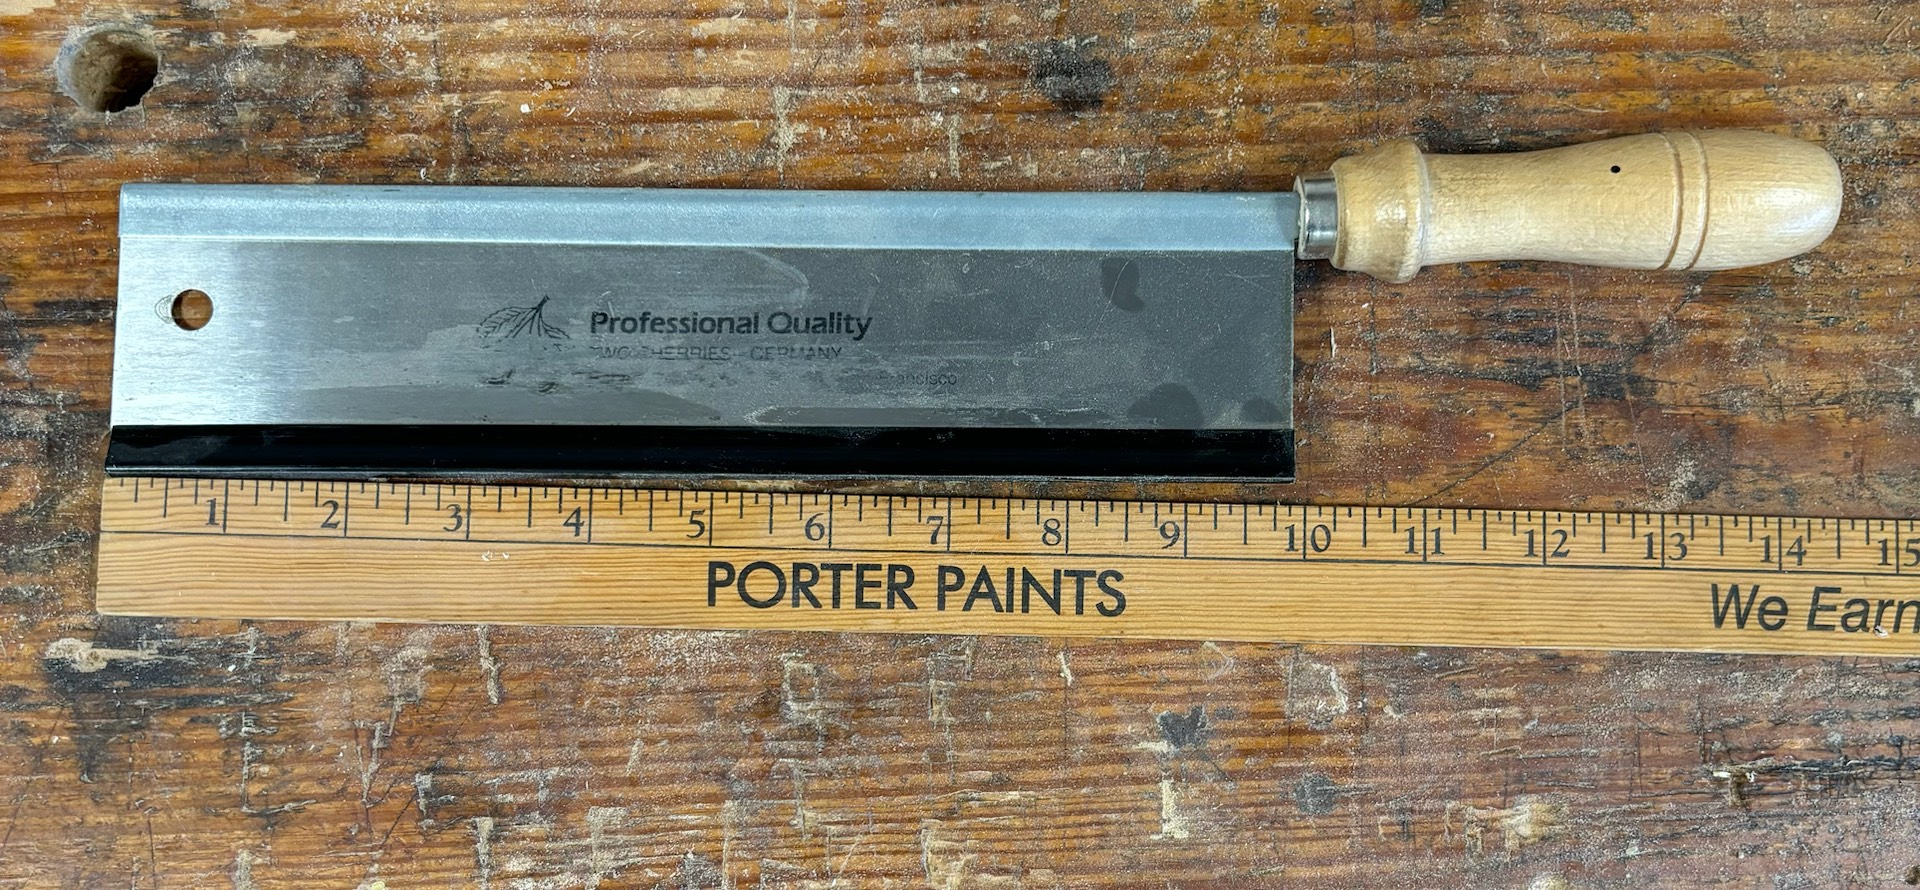 Professional Quality
GERMANY
1 2 3 4 5 6 7 8 9 10 11 12 13 14 15
PORTER PAINTS We Earn